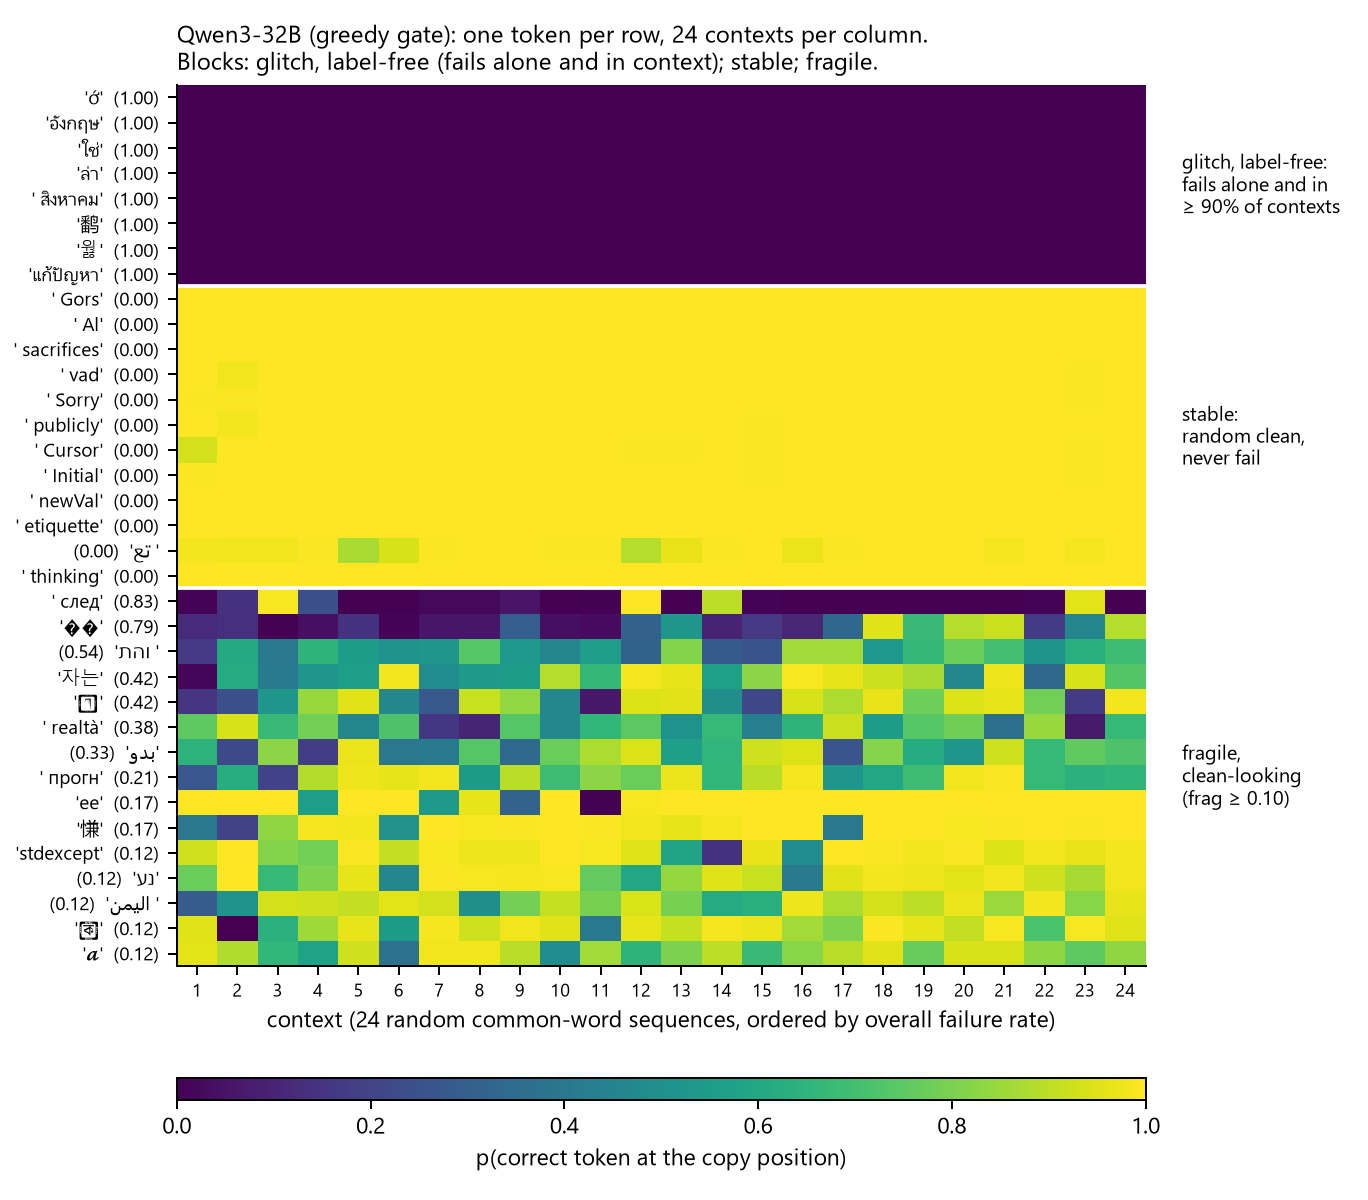 Qwen3-32B (greedy gate): one token per row, 24 contexts per column.
Blocks: glitch, label-free (fails alone and in context); stable; fragile.
'ớ' (1.00)
'อังกฤษ' (1.00)
'ใช่' (1.00)
'ล่า' (1.00)
' สิงหาคม' (1.00)
(1.00)
(1.00)
'แก้ปัญหา' (1.00)
' Gors' (0.00)
' Al' (0.00)
' sacrifices' (0.00)
' vad' (0.00)
' Sorry' (0.00)
' publicly' (0.00)
' Cursor' (0.00)
' Initial' (0.00)
' newVal' (0.00)
' etiquette' (0.00)
' تع' (0.00)
' thinking' (0.00)
' след' (0.83)
'��' (0.79)
' והת' (0.54)
'자는' (0.42)
(0.42)
' realtà' (0.38)
'بدو' (0.33)
' прогн' (0.21)
'ee' (0.17)
'慊' (0.17)
'stdexcept' (0.12)
'נע' (0.12)
' اليمن' (0.12)
(0.12)
'𝒂' (0.12)
glitch, label-free:
fails alone and in
≥ 90% of contexts
stable:
random clean,
never fail
fragile,
clean-looking
(frag ≥ 0.10)
1 2 3 4 5 6 7 8 9 10 11 12 13 14 15 16 17 18 19 20 21 22 23 24
context (24 random common-word sequences, ordered by overall failure rate)
0.0 0.2 0.4 0.6 0.8 1.0
p(correct token at the copy position)